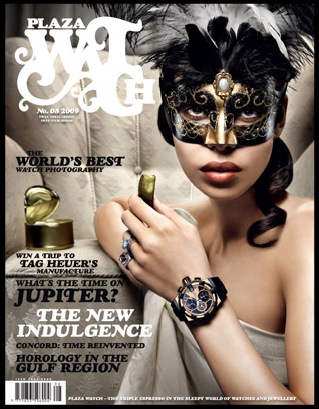 PLAZA
WATCH
No. 08 2009
THE
WORLD'S BEST
WATCH PHOTOGRAPHY
WIN A TRIP TO
TAG HEUER'S
MANUFACTURE
WHAT'S THE TIME ON
JUPITER?
THE NEW
INDULGENCE
CONCORD: TIME REINVENTED
HOROLOGY IN THE
GULF REGION
PLAZA WATCH - THE TRIPLE ESPRESSO IN THE SLEEPY WORLD OF WATCHES AND JEWELLERY